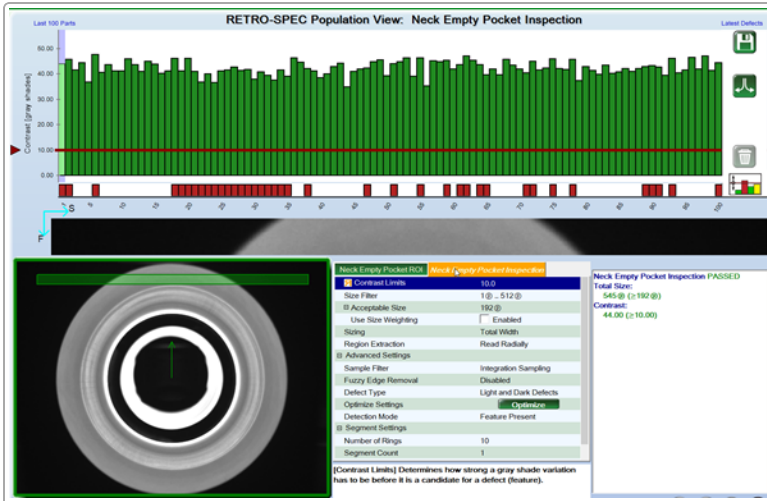 Last 100 Parts
RETRO-SPEC Population View: Neck Empty Pocket Inspection
Latest Defects
50.00
40.00
30.00
20.00
10.00
0.00
Contrast [gray shades]
1 5 10 15 20 25 30 35 40 45 50 55 60 65 70 75 80 85 90 95 100
S
F
Neck Empty Pocket ROI
Neck Empty Pocket Inspection
Contrast Limits 10.0
Size Filter 1 .. 512
Acceptable Size 192
Use Size Weighting Enabled
Sizing Total Width
Region Extraction Read Radially
Advanced Settings
Sample Filter Integration Sampling
Fuzzy Edge Removal Disabled
Defect Type Light and Dark Defects
Optimize Settings Optimize
Detection Mode Feature Present
Segment Settings
Number of Rings 10
Segment Count 1
[Contrast Limits] Determines how strong a gray shade variation
has to be before it is a candidate for a defect (feature).
Neck Empty Pocket Inspection PASSED
Total Size:
545 (≥192)
Contrast:
44.00 (≥10.00)